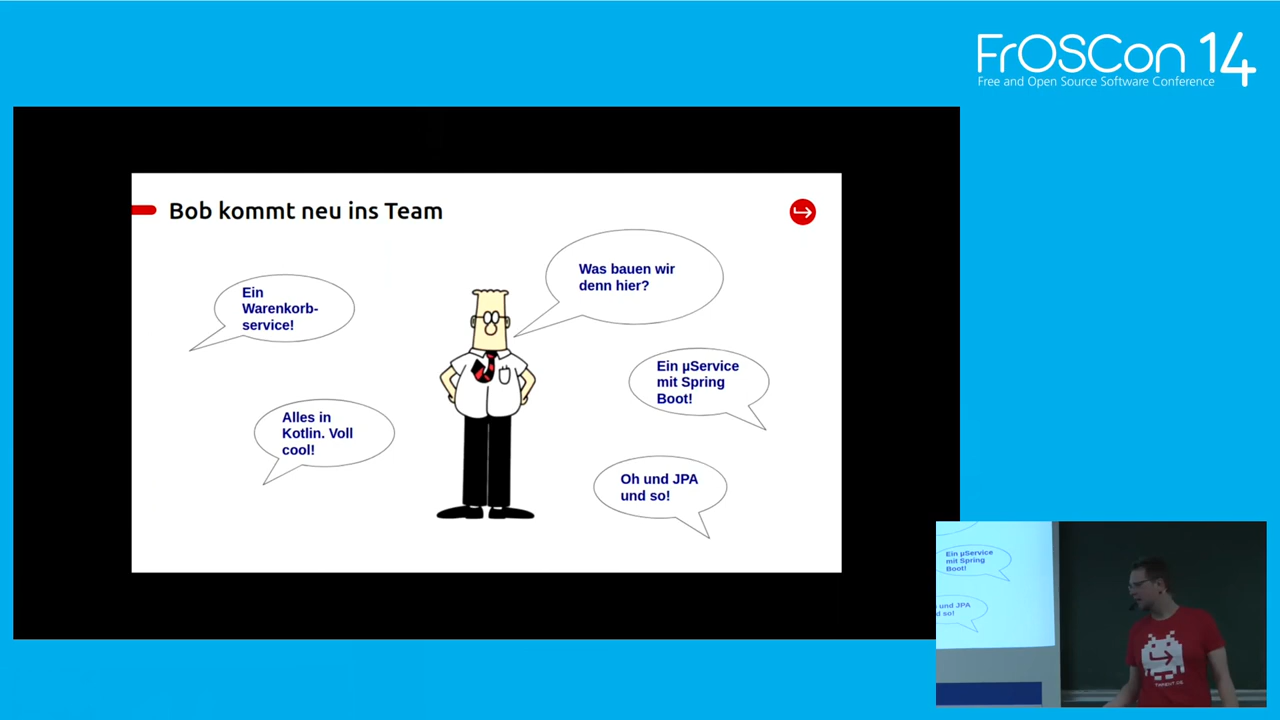 FrOSCon 14
Free and Open Source Software Conference
Bob kommt neu ins Team
Was bauen wir
denn hier?
Ein
Warenkorb-
service!
Ein µService
mit Spring
Boot!
Alles in
Kotlin. Voll
cool!
Oh und JPA
und so!
Ein µService
mit Spring
Boot!
und JPA
so!